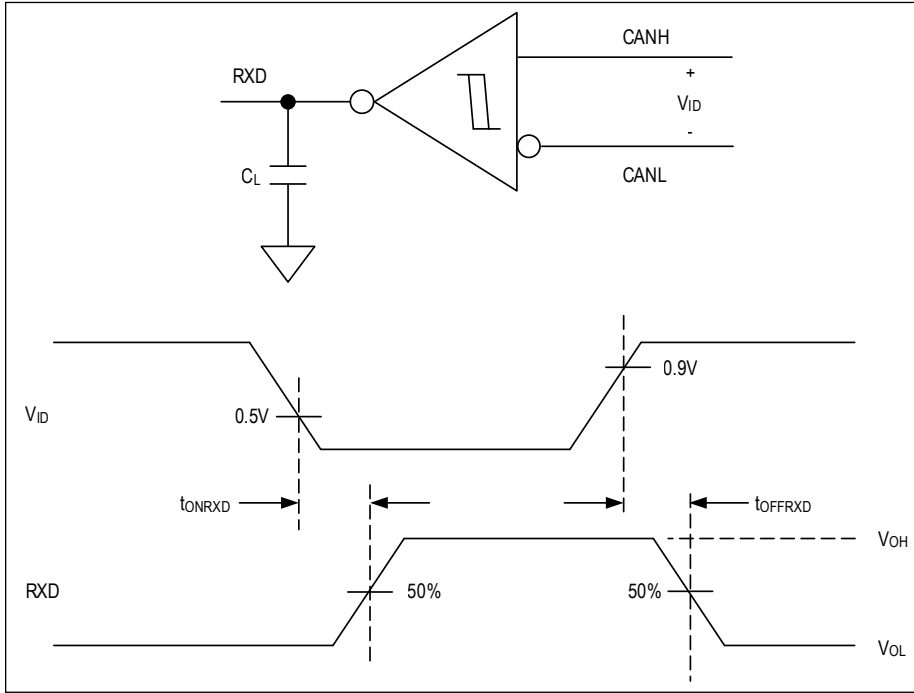 CANH
RXD
+
VID
-
CL
CANL
0.9V
VID
0.5V
tONRXD
tOFFRXD
VOH
RXD
50%
50%
VOL